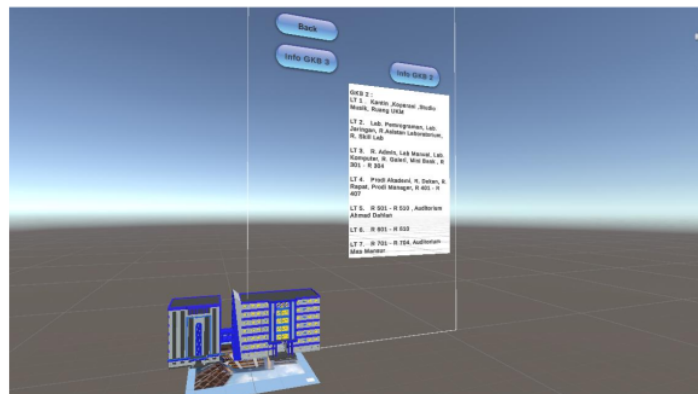 Back
Info GKB 3
Info GKB 2
GKB 2 :
LT 1 . Kantin ,Koperasi ,Studio
Musik, Ruang UKM
LT 2. Lab. Pemrograman, Lab.
Jaringan, R.Asisten Laboratorium,
R. Skill Lab
LT 3. R. Admin, Lab Manual, Lab.
Komputer, R. Galeri, Mini Bank , R
301 - R 304
LT 4. Prodi Akademi, R. Dekan, R
Rapat, Prodi Manager, R 401 - R
407
LT 5. R 501 - R 510 , Auditorium
Ahmad Dahlan
LT 6. R 601 - R 610
LT 7. R 701 - R 704, Auditorium
Mas Mansur